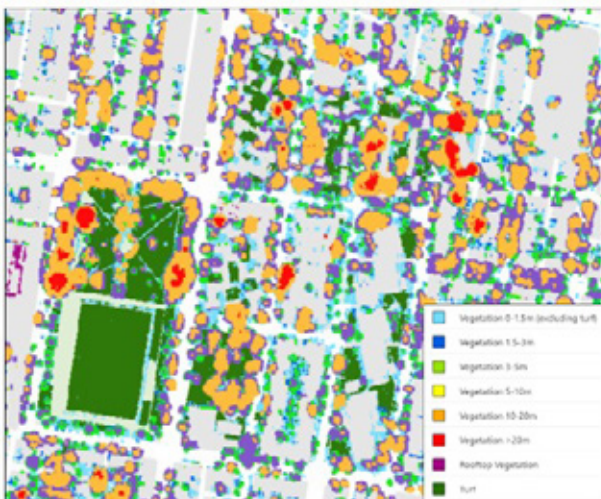 Vegetation 0-1.5m (excluding turf)
Vegetation 1.5-3m
Vegetation 3-5m
Vegetation 5-10m
Vegetation 10-20m
Vegetation >20m
Rooftop Vegetation
Turf